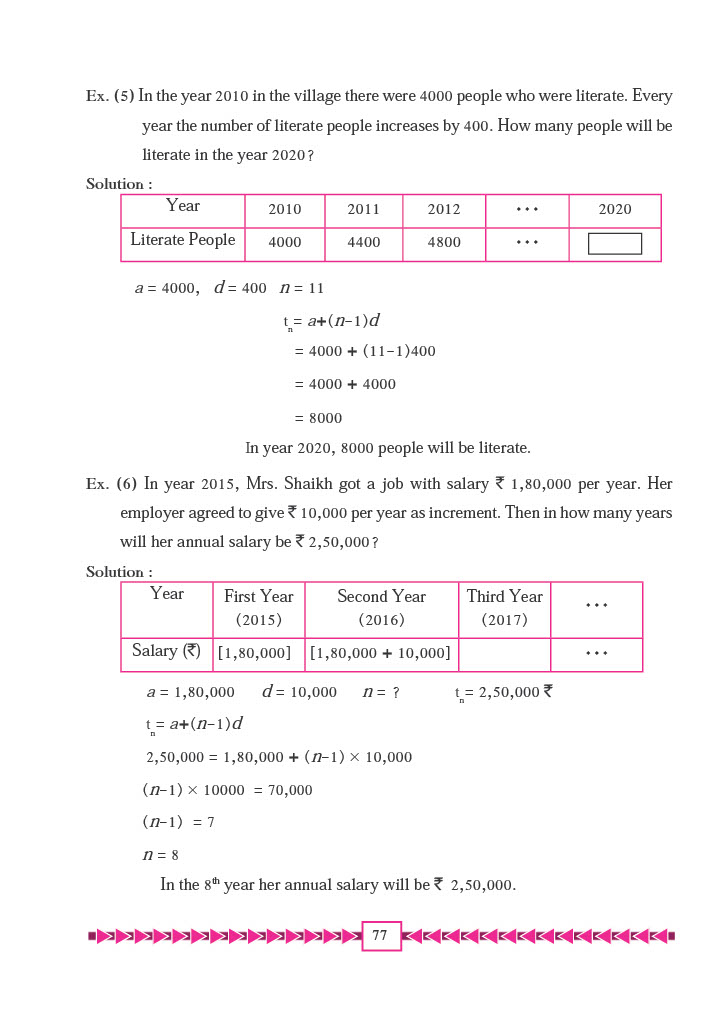 Ex. (5) In the year 2010 in the village there were 4000 people who were literate. Every
year the number of literate people increases by 400. How many people will be
literate in the year 2020?
Solution :
Year 2010 2011 2012 ••• 2020
Literate People 4000 4400 4800 •••
a = 4000, d = 400 n = 11
tₙ= a+(n-1)d
= 4000 + (11-1)400
= 4000 + 4000
= 8000
In year 2020, 8000 people will be literate.
Ex. (6) In year 2015, Mrs. Shaikh got a job with salary ₹ 1,80,000 per year. Her
employer agreed to give ₹ 10,000 per year as increment. Then in how many years
will her annual salary be ₹ 2,50,000?
Solution :
Year First Year Second Year Third Year •••
(2015) (2016) (2017)
Salary (₹) [1,80,000] [1,80,000 + 10,000] •••
a = 1,80,000 d = 10,000 n = ? tₙ= 2,50,000 ₹
tₙ= a+(n-1)d
2,50,000 = 1,80,000 + (n-1) × 10,000
(n-1) × 10000 = 70,000
(n-1) = 7
n = 8
In the 8th year her annual salary will be ₹ 2,50,000.
77